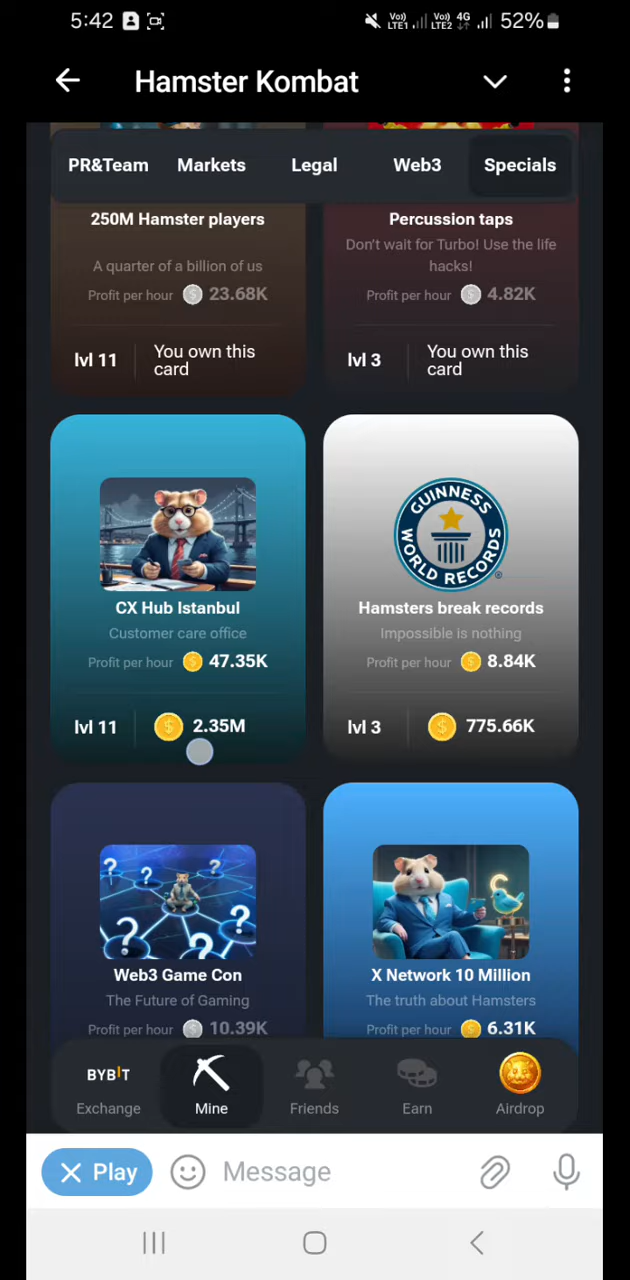 5:42
Vo)) LTE1
Vo)) LTE2
4G
52%
Hamster Kombat
PR&Team
Markets
Legal
Web3
Specials
250M Hamster players
A quarter of a billion of us
Profit per hour 23.68K
lvl 11
You own this
card
Percussion taps
Don't wait for Turbo! Use the life
hacks!
Profit per hour 4.82K
lvl 3
You own this
card
CX Hub Istanbul
Customer care office
Profit per hour 47.35K
lvl 11
2.35M
GUINNESS
WORLD RECORDS
Hamsters break records
Impossible is nothing
Profit per hour 8.84K
lvl 3
775.66K
Web3 Game Con
The Future of Gaming
Profit per hour 10.39K
X Network 10 Million
The truth about Hamsters
Profit per hour 6.31K
BYBIT
Exchange
Mine
Friends
Earn
Airdrop
Play
Message